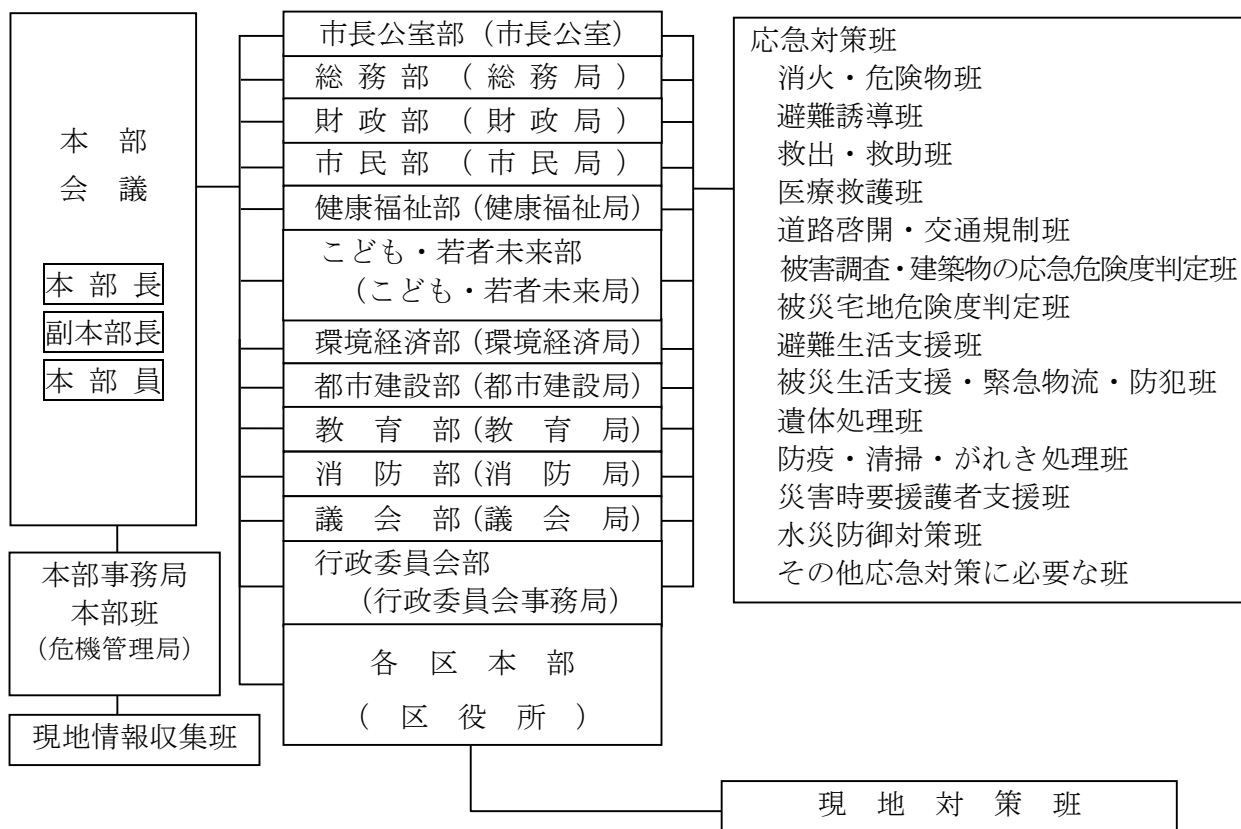 本部
会議
本部長
副本部長
本部員
本部事務局
本部班
(危機管理局)
現地情報収集班
市長公室部(市長公室)
総務部(総務局)
財政部(財政局)
市民部(市民局)
健康福祉部(健康福祉局)
こども・若者未来部
(こども・若者未来局)
環境経済部(環境経済局)
都市建設部(都市建設局)
教育部(教育局)
消防部(消防局)
議会部(議会局)
行政委員会部
(行政委員会事務局)
各区本部
(区役所)
応急対策班
消火・危険物班
避難誘導班
救出・救助班
医療救護班
道路啓開・交通規制班
被害調査・建築物の応急危険度判定班
被災宅地危険度判定班
避難生活支援班
被災生活支援・緊急物流・防犯班
遺体処理班
防疫・清掃・がれき処理班
災害時要援護者支援班
水災防御対策班
その他応急対策に必要な班
現地対策班